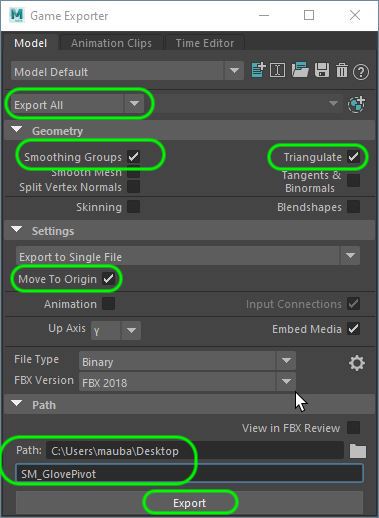 Game Exporter
Model Animation Clips Time Editor
Model Default
Export All
Geometry
Smoothing Groups Triangulate
Smooth Mesh Tangents &
Split Vertex Normals Binormals
Skinning Blendshapes
Settings
Export to Single File
Move To Origin
Animation Input Connections
Up Axis Y Embed Media
File Type Binary
FBX Version FBX 2018
Path
View in FBX Review
Path: C:\Users\mauba\Desktop
SM_GlovePivot
Export